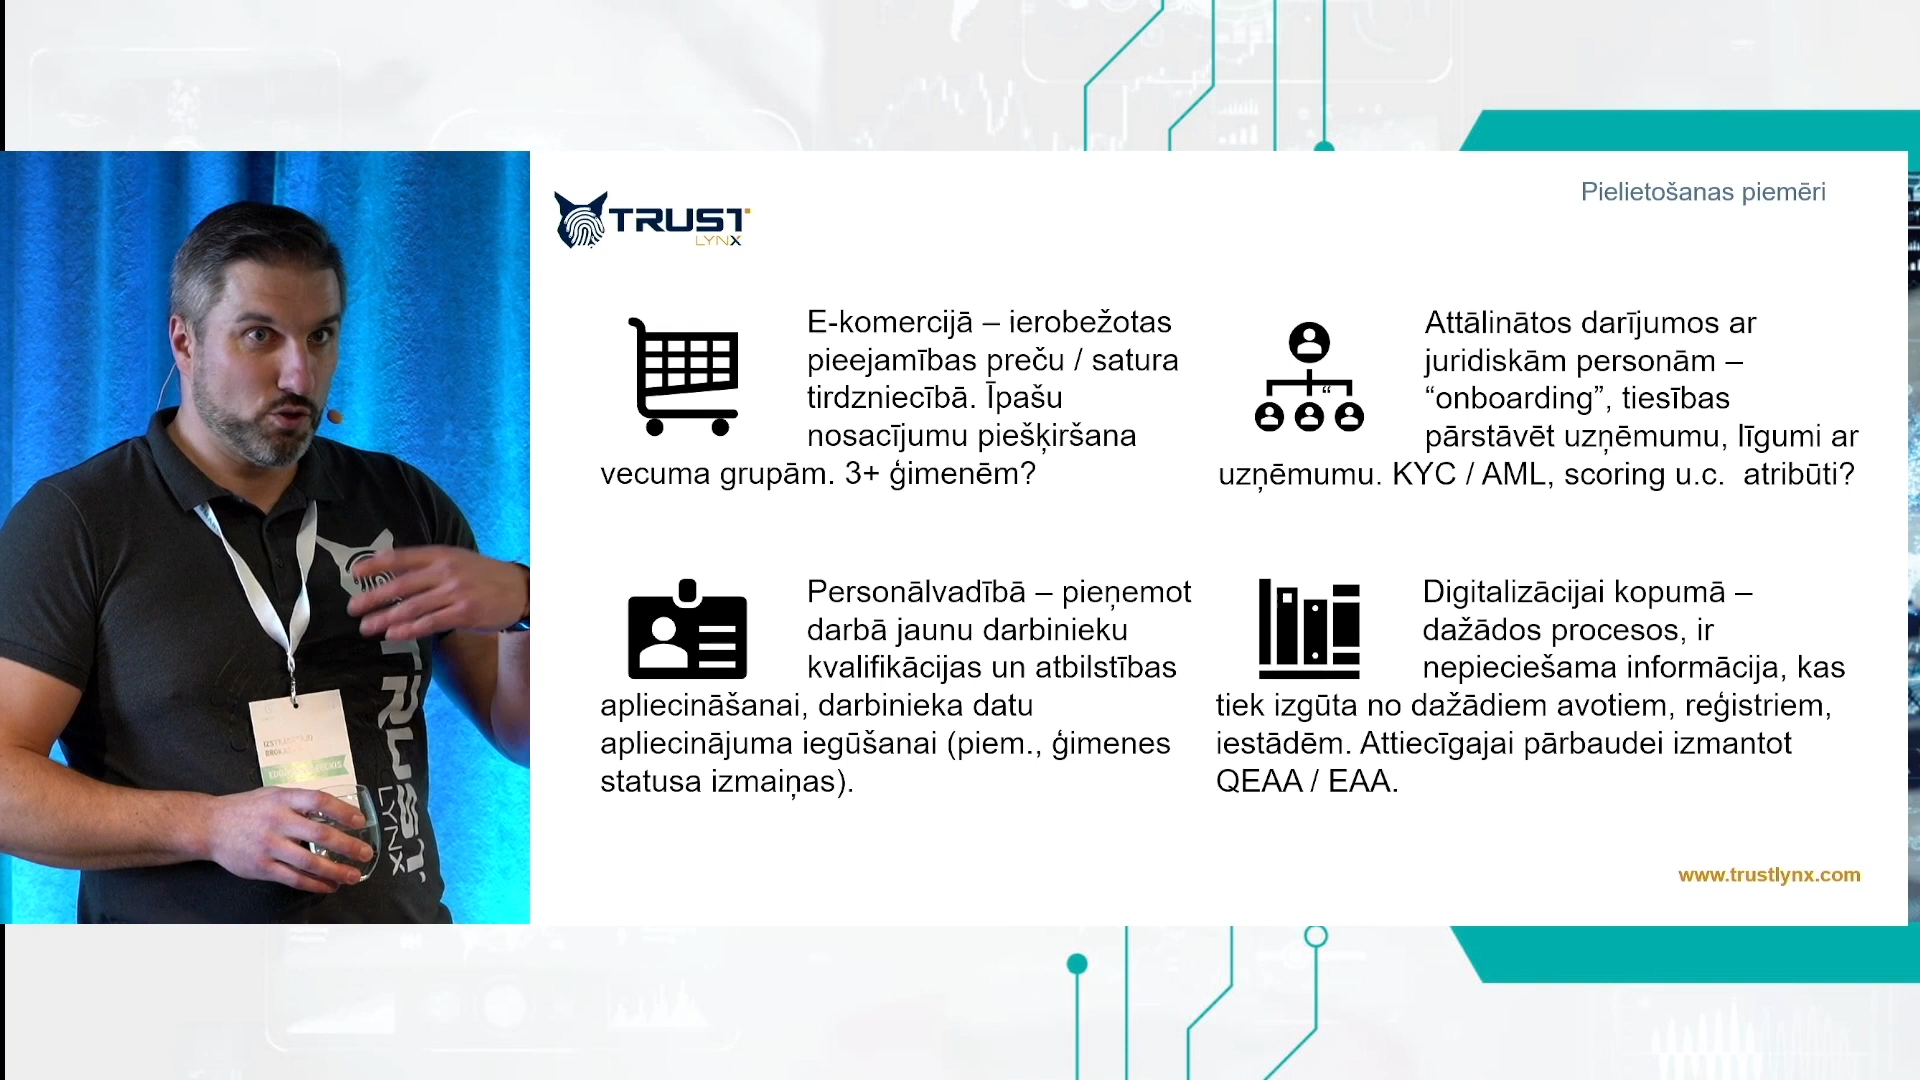 Pielietošanas piemēri
TRUST
LYNX
E-komercijā – ierobežotas
pieejamības preču / satura
tirdzniecībā. Īpašu
nosacījumu piešķiršana
vecuma grupām. 3+ ģimenēm?
Attālinātos darījumos ar
juridiskām personām –
“onboarding”, tiesības
pārstāvēt uzņēmumu, līgumi ar
uzņēmumu. KYC / AML, scoring u.c. atribūti?
“
Personālvadībā – pieņemot
darbā jaunu darbinieku
kvalifikācijas un atbilstības
apliecināšanai, darbinieka datu
apliecinājuma iegūšanai (piem., ģimenes
statusa izmaiņas).
Digitalizācijai kopumā –
dažādos procesos, ir
nepieciešama informācija, kas
tiek izgūta no dažādiem avotiem, reģistriem,
iestādēm. Attiecīgajai pārbaudei izmantot
QEAA / EAA.
www.trustlynx.com
TRUST
LYNX